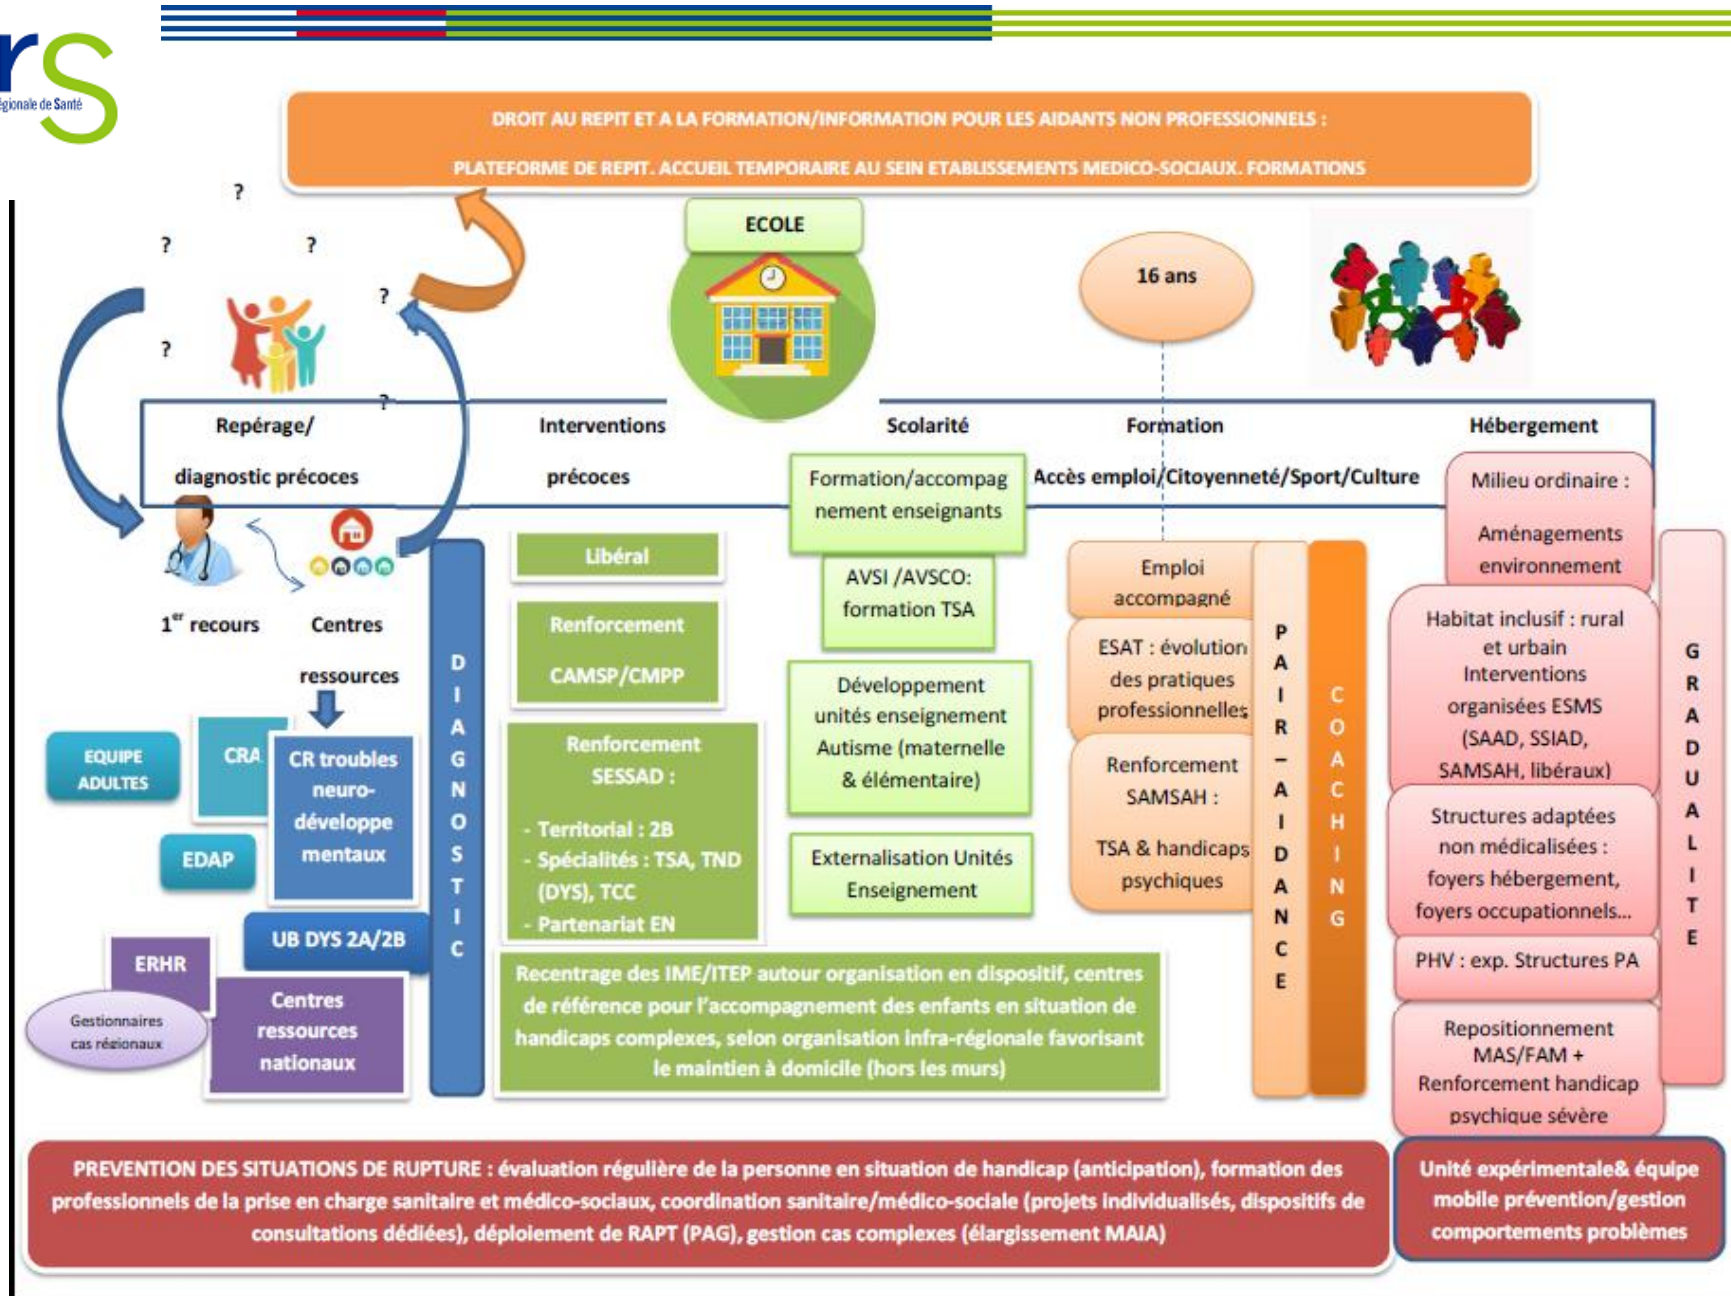 rs
égionale de Santé
DROIT AU REPIT ET A LA FORMATION/INFORMATION POUR LES AIDANTS NON PROFESSIONNELS :
PLATEFORME DE REPIT. ACCUEIL TEMPORAIRE AU SEIN ETABLISSEMENTS MEDICO-SOCIAUX. FORMATIONS
?
?
?
?
?
?
ECOLE
16 ans
Repérage/
diagnostic précoces
Interventions
précoces
Scolarité
Formation
Accès emploi/Citoyenneté/Sport/Culture
Hébergement
1er recours
Centres
ressources
EQUIPE
ADULTES
CRA
CR troubles
neuro-
développe
mentaux
EDAP
UB DYS 2A/2B
ERHR
Gestionnaires
cas régionaux
Centres
ressources
nationaux
DIAGNOSTIC
Libéral
Renforcement
CAMSP/CMPP
Renforcement
SESSAD :
- Territorial : 2B
- Spécialités : TSA, TND
(DYS), TCC
- Partenariat EN
Recentrage des IME/ITEP autour organisation en dispositif, centres
de référence pour l'accompagnement des enfants en situation de
handicaps complexes, selon organisation infra-régionale favorisant
le maintien à domicile (hors les murs)
Formation/accompag
nement enseignants
AVSI /AVSCO:
formation TSA
Développement
unités enseignement
Autisme (maternelle
& élémentaire)
Externalisation Unités
Enseignement
Emploi
accompagné
ESAT : évolution
des pratiques
professionnelles
Renforcement
SAMSAH :
TSA & handicaps
psychiques
PAIR–AIDANCE
COACHING
Milieu ordinaire :
Aménagements
environnement
Habitat inclusif : rural
et urbain
Interventions
organisées ESMS
(SAAD, SSIAD,
SAMSAH, libéraux)
Structures adaptées
non médicalisées :
foyers hébergement,
foyers occupationnels...
PHV : exp. Structures PA
Repositionnement
MAS/FAM +
Renforcement handicap
psychique sévère
GRADUALITE
PREVENTION DES SITUATIONS DE RUPTURE : évaluation régulière de la personne en situation de handicap (anticipation), formation des
professionnels de la prise en charge sanitaire et médico-sociaux, coordination sanitaire/médico-sociale (projets individualisés, dispositifs de
consultations dédiées), déploiement de RAPT (PAG), gestion cas complexes (élargissement MAIA)
Unité expérimentale& équipe
mobile prévention/gestion
comportements problèmes